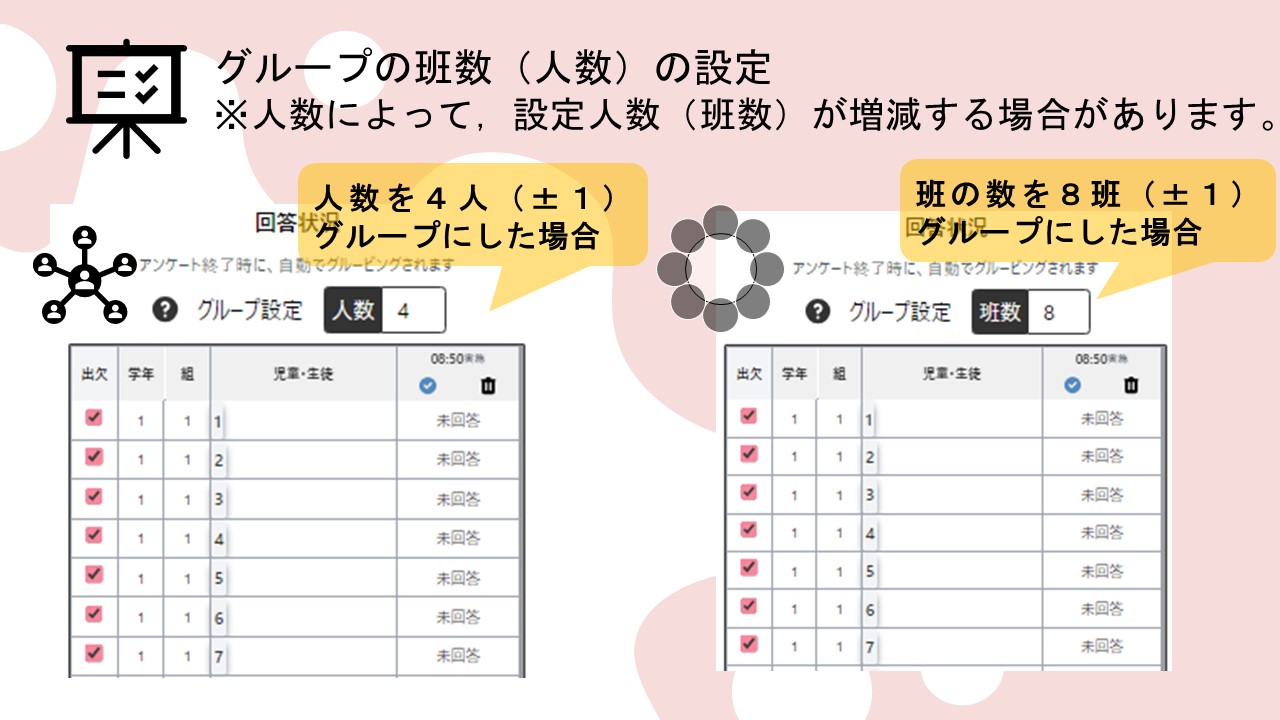 グループの班数（人数）の設定
※人数によって，設定人数（班数）が増減する場合があります。
人数を４人（±１）
グループにした場合
回答状況
アンケート終了時に、自動でグルーピングされます
? グループ設定 人数 4
出欠 学年 組 児童・生徒 08:50実施
1 1 1 未回答
1 1 2 未回答
1 1 3 未回答
1 1 4 未回答
1 1 5 未回答
1 1 6 未回答
1 1 7 未回答
班の数を８班（±１）
グループにした場合
回答状況
アンケート終了時に、自動でグルーピングされます
? グループ設定 班数 8
出欠 学年 組 児童・生徒 08:50実施
1 1 1 未回答
1 1 2 未回答
1 1 3 未回答
1 1 4 未回答
1 1 5 未回答
1 1 6 未回答
1 1 7 未回答